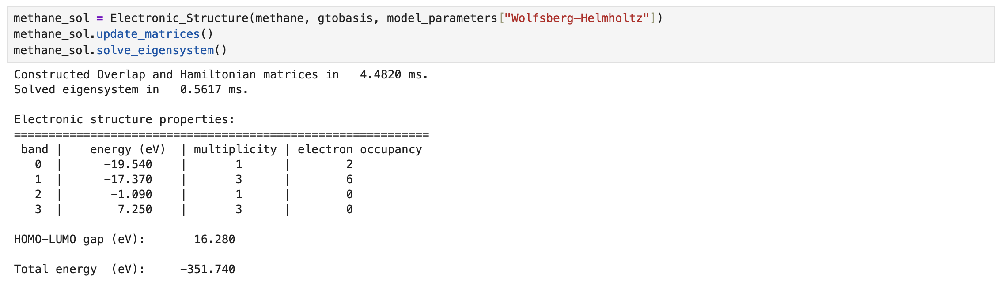 methane_sol = Electronic_Structure(methane, gtobasis, model_parameters["Wolfsberg–Helmholtz"])
methane_sol.update_matrices()
methane_sol.solve_eigensystem()
Constructed Overlap and Hamiltonian matrices in   4.4820 ms.
Solved eigensystem in   0.5617 ms.
Electronic structure properties:
============================================================
 band |    energy (eV)  | multiplicity | electron occupancy
   0  |      -19.540    |       1      |        2
   1  |      -17.370    |       3      |        6
   2  |       -1.090    |       1      |        0
   3  |        7.250    |       3      |        0
HOMO-LUMO gap (eV):       16.280
Total energy  (eV):     -351.740